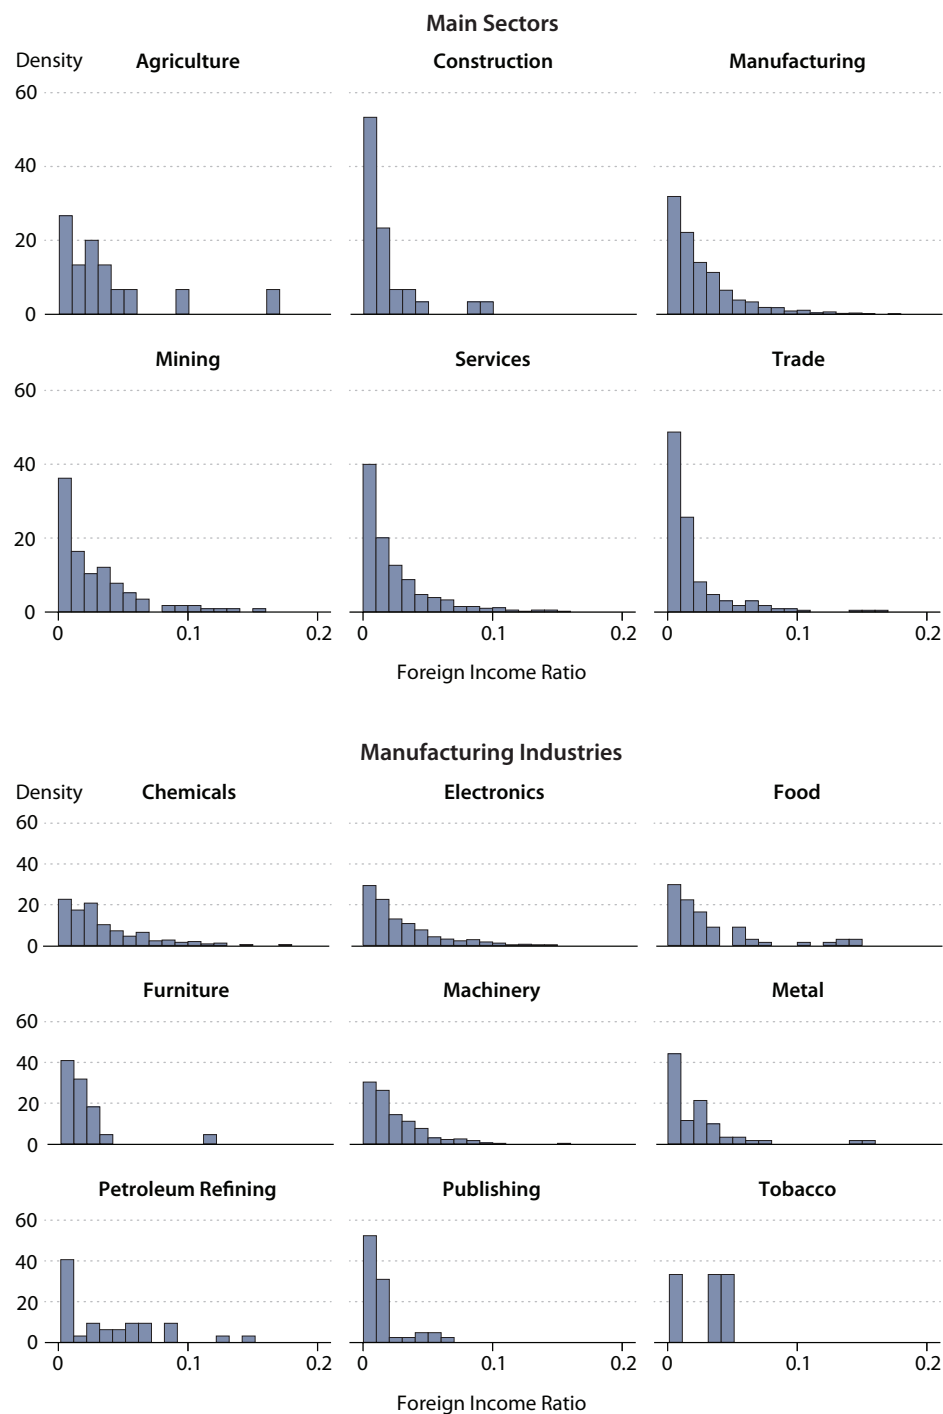 Main Sectors
Density Agriculture Construction Manufacturing
60
40
20
0
Mining Services Trade
60
40
20
0
0 0.1 0.2 0 0.1 0.2 0 0.1 0.2
Foreign Income Ratio
Manufacturing Industries
Density Chemicals Electronics Food
60
40
20
0
Furniture Machinery Metal
60
40
20
0
Petroleum Refining Publishing Tobacco
60
40
20
0
0 0.1 0.2 0 0.1 0.2 0 0.1 0.2
Foreign Income Ratio